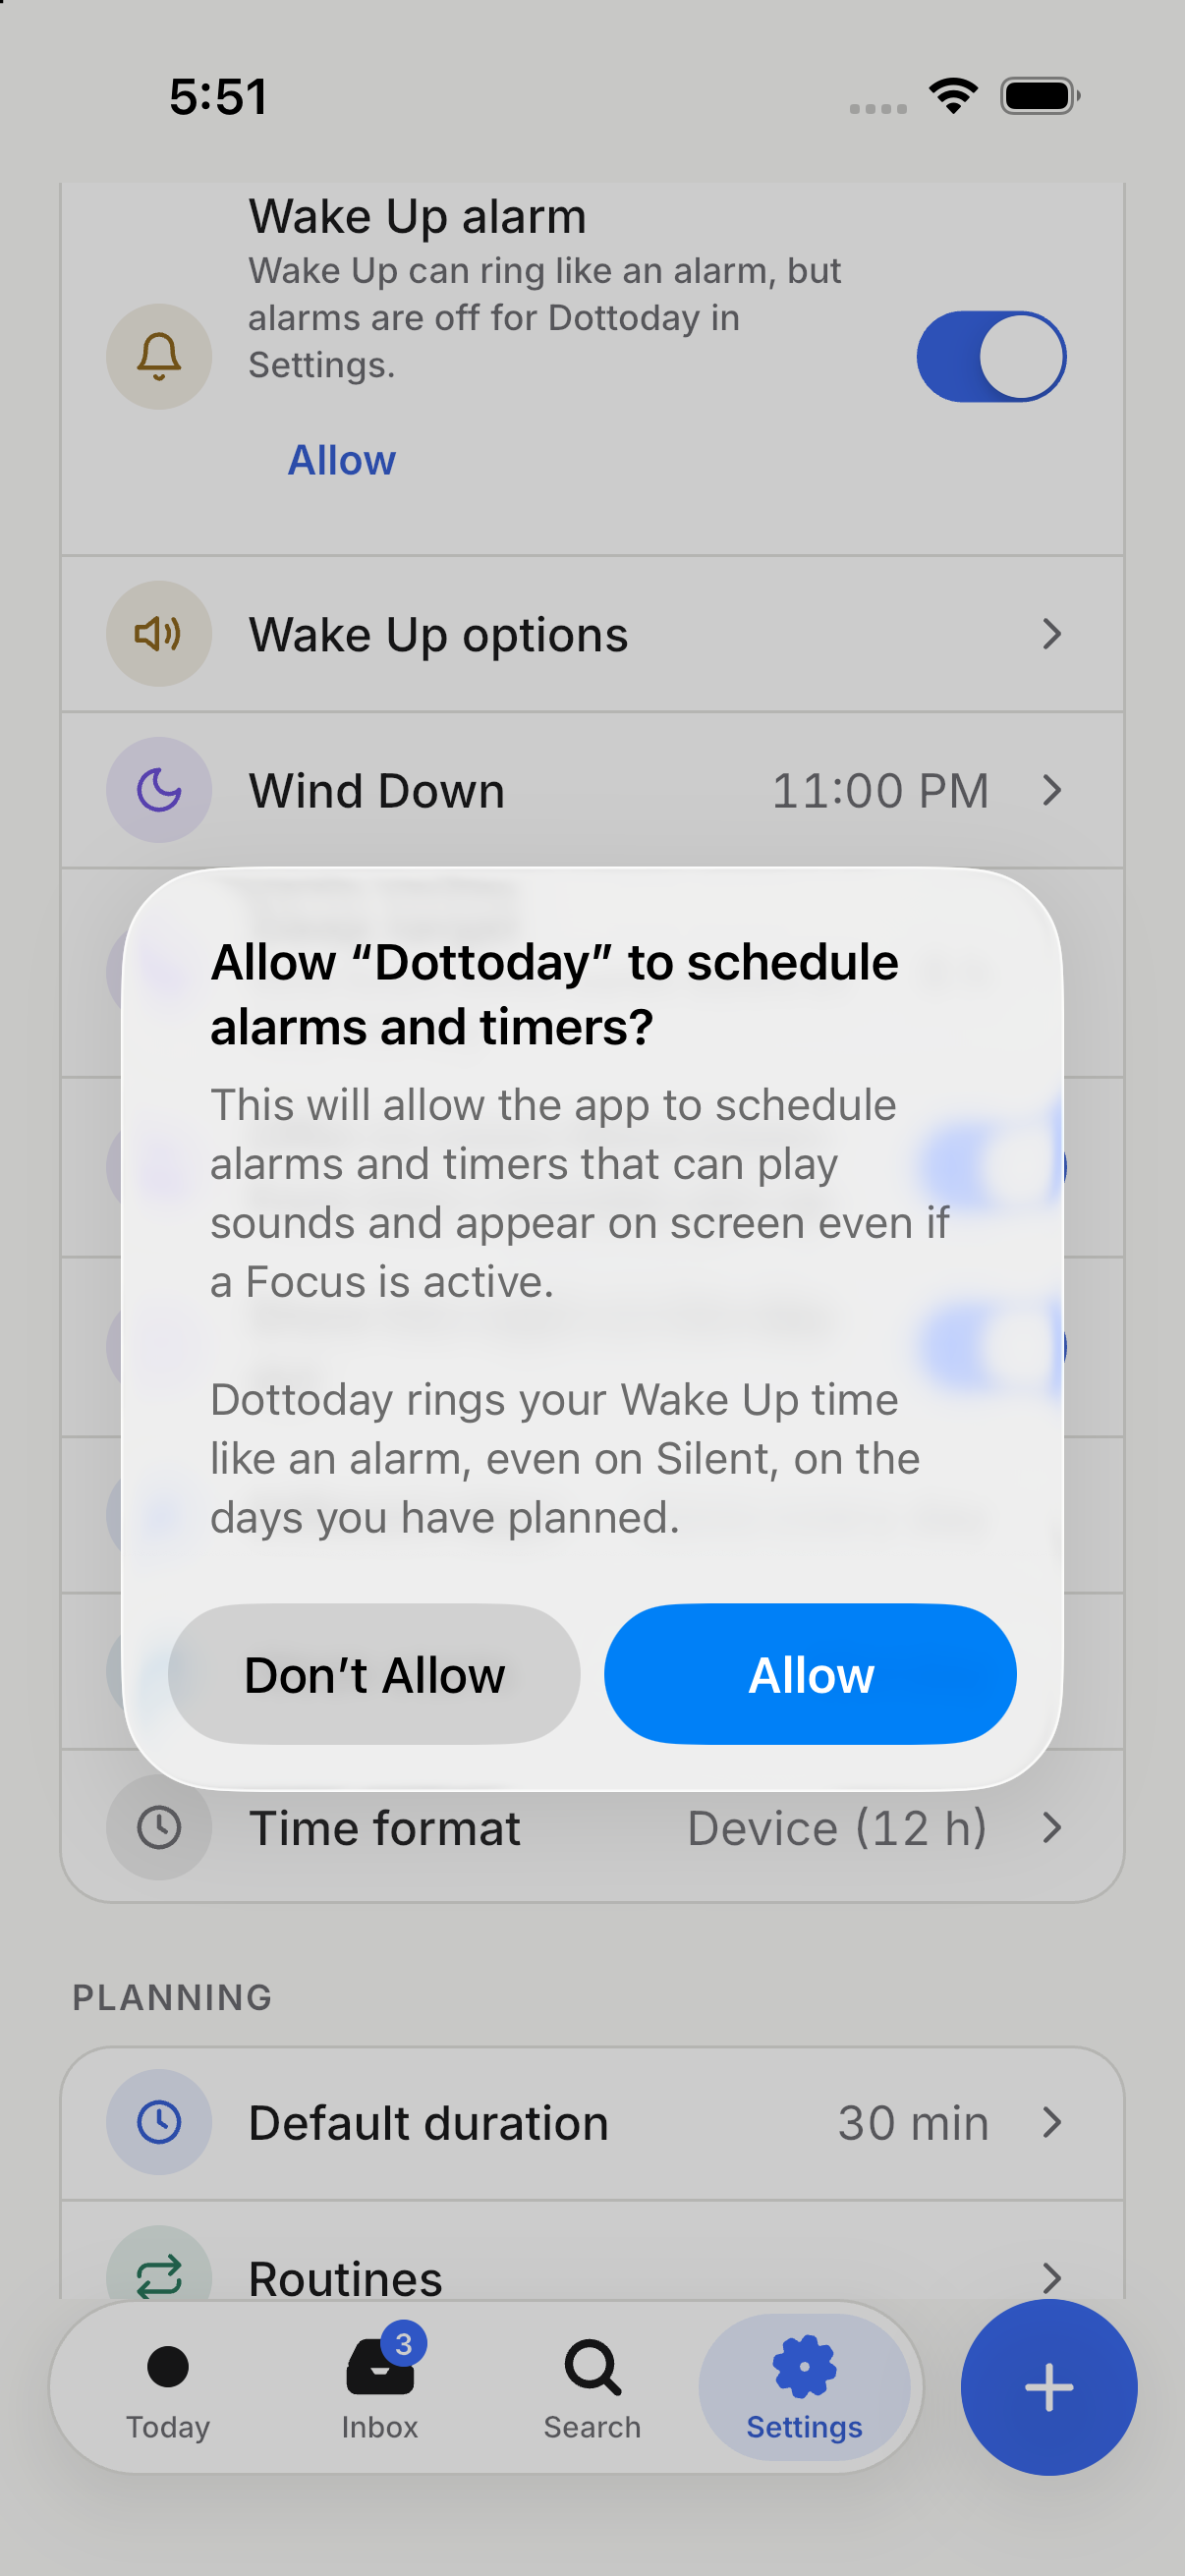 5:51
Wake Up alarm
Wake Up can ring like an alarm, but
alarms are off for Dottoday in
Settings.
Allow
Wake Up options
Wind Down
11:00 PM
Allow “Dottoday” to schedule
alarms and timers?
This will allow the app to schedule
alarms and timers that can play
sounds and appear on screen even if
a Focus is active.
Dottoday rings your Wake Up time
like an alarm, even on Silent, on the
days you have planned.
Don’t Allow
Allow
Time format
Device (12 h)
PLANNING
Default duration
30 min
Routines
3
Today
Inbox
Search
Settings